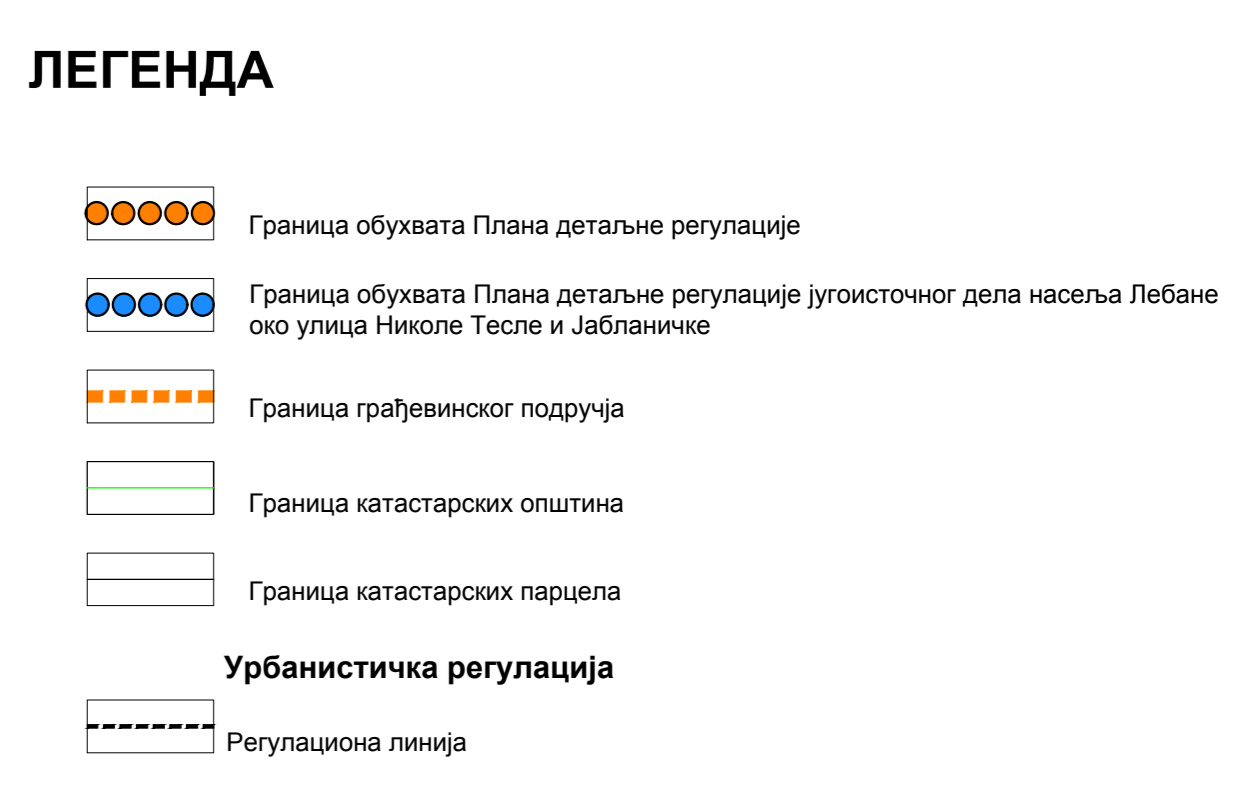 ЛЕГЕНДА
Граница обухвата Плана детаљне регулације
Граница обухвата Плана детаљне регулације југоисточног дела насеља Лебане
око улица Николе Тесле и Јабланичке
Граница грађевинског подручја
Граница катастарских општина
Граница катастарских парцела
Урбанистичка регулација
Регулациона линија